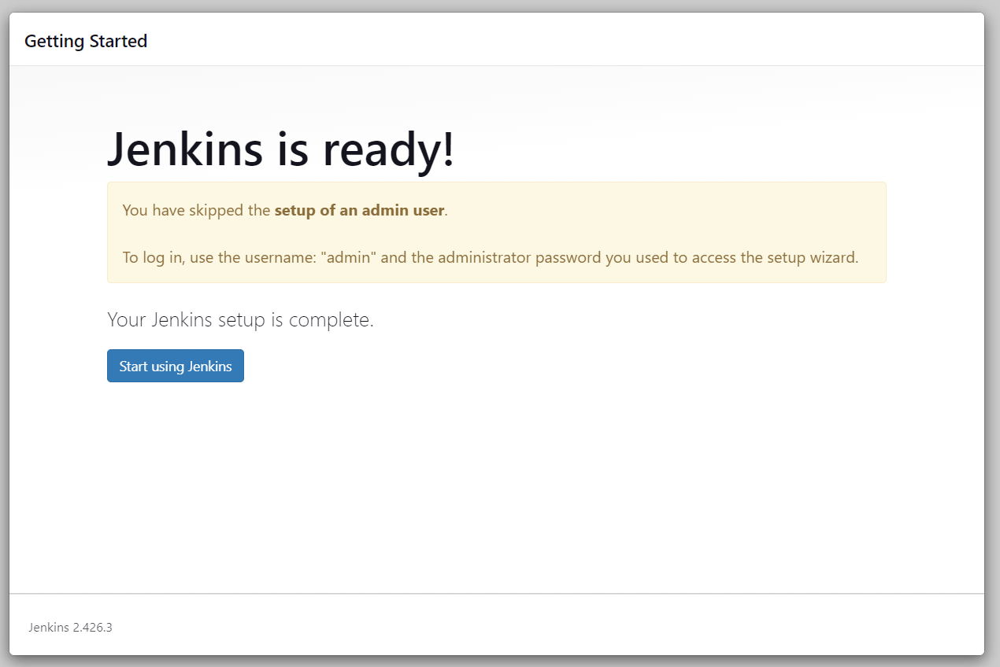 Getting Started
Jenkins is ready!
You have skipped the setup of an admin user.
To log in, use the username: "admin" and the administrator password you used to access the setup wizard.
Your Jenkins setup is complete.
Start using Jenkins
Jenkins 2.426.3